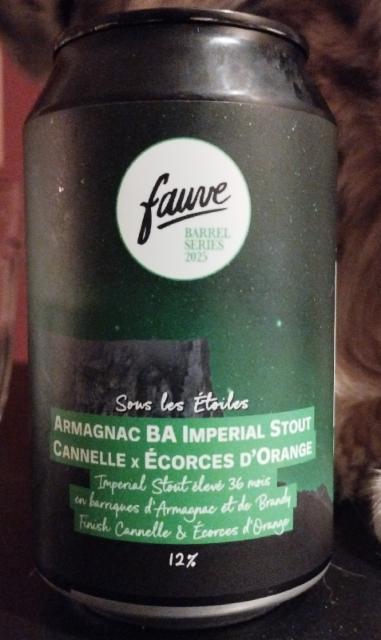 fauve
BARREL
SERIES
2025
Sous les Étoiles
ARMAGNAC BA IMPERIAL STOUT
CANNELLE x ÉCORCES D'ORANGE
Imperial Stout élevé 36 mois
en barriques d'Armagnac et de Brandy
Finish Cannelle & Écorces d'Orange
12%